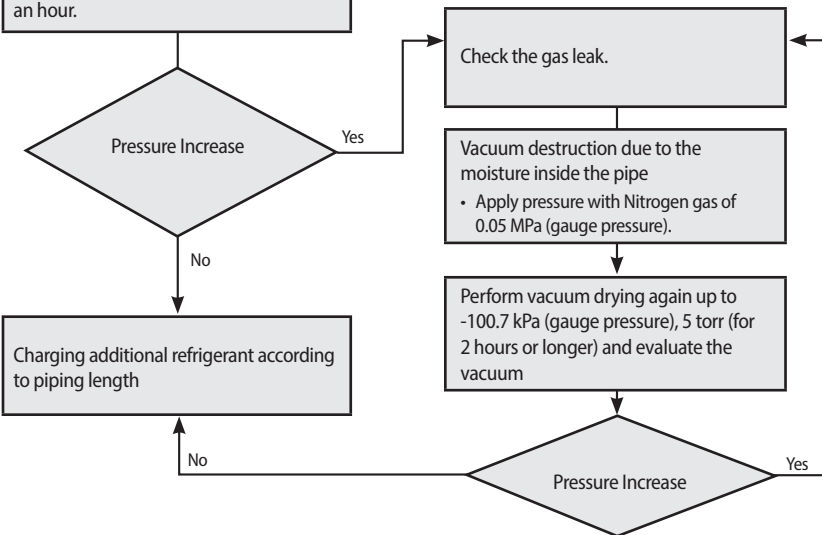 an hour.
Pressure Increase
Yes
No
Charging additional refrigerant according
to piping length
Check the gas leak.
Vacuum destruction due to the
moisture inside the pipe
• Apply pressure with Nitrogen gas of
0.05 MPa (gauge pressure).
Perform vacuum drying again up to
-100.7 kPa (gauge pressure), 5 torr (for
2 hours or longer) and evaluate the
vacuum
Pressure Increase
No
Yes